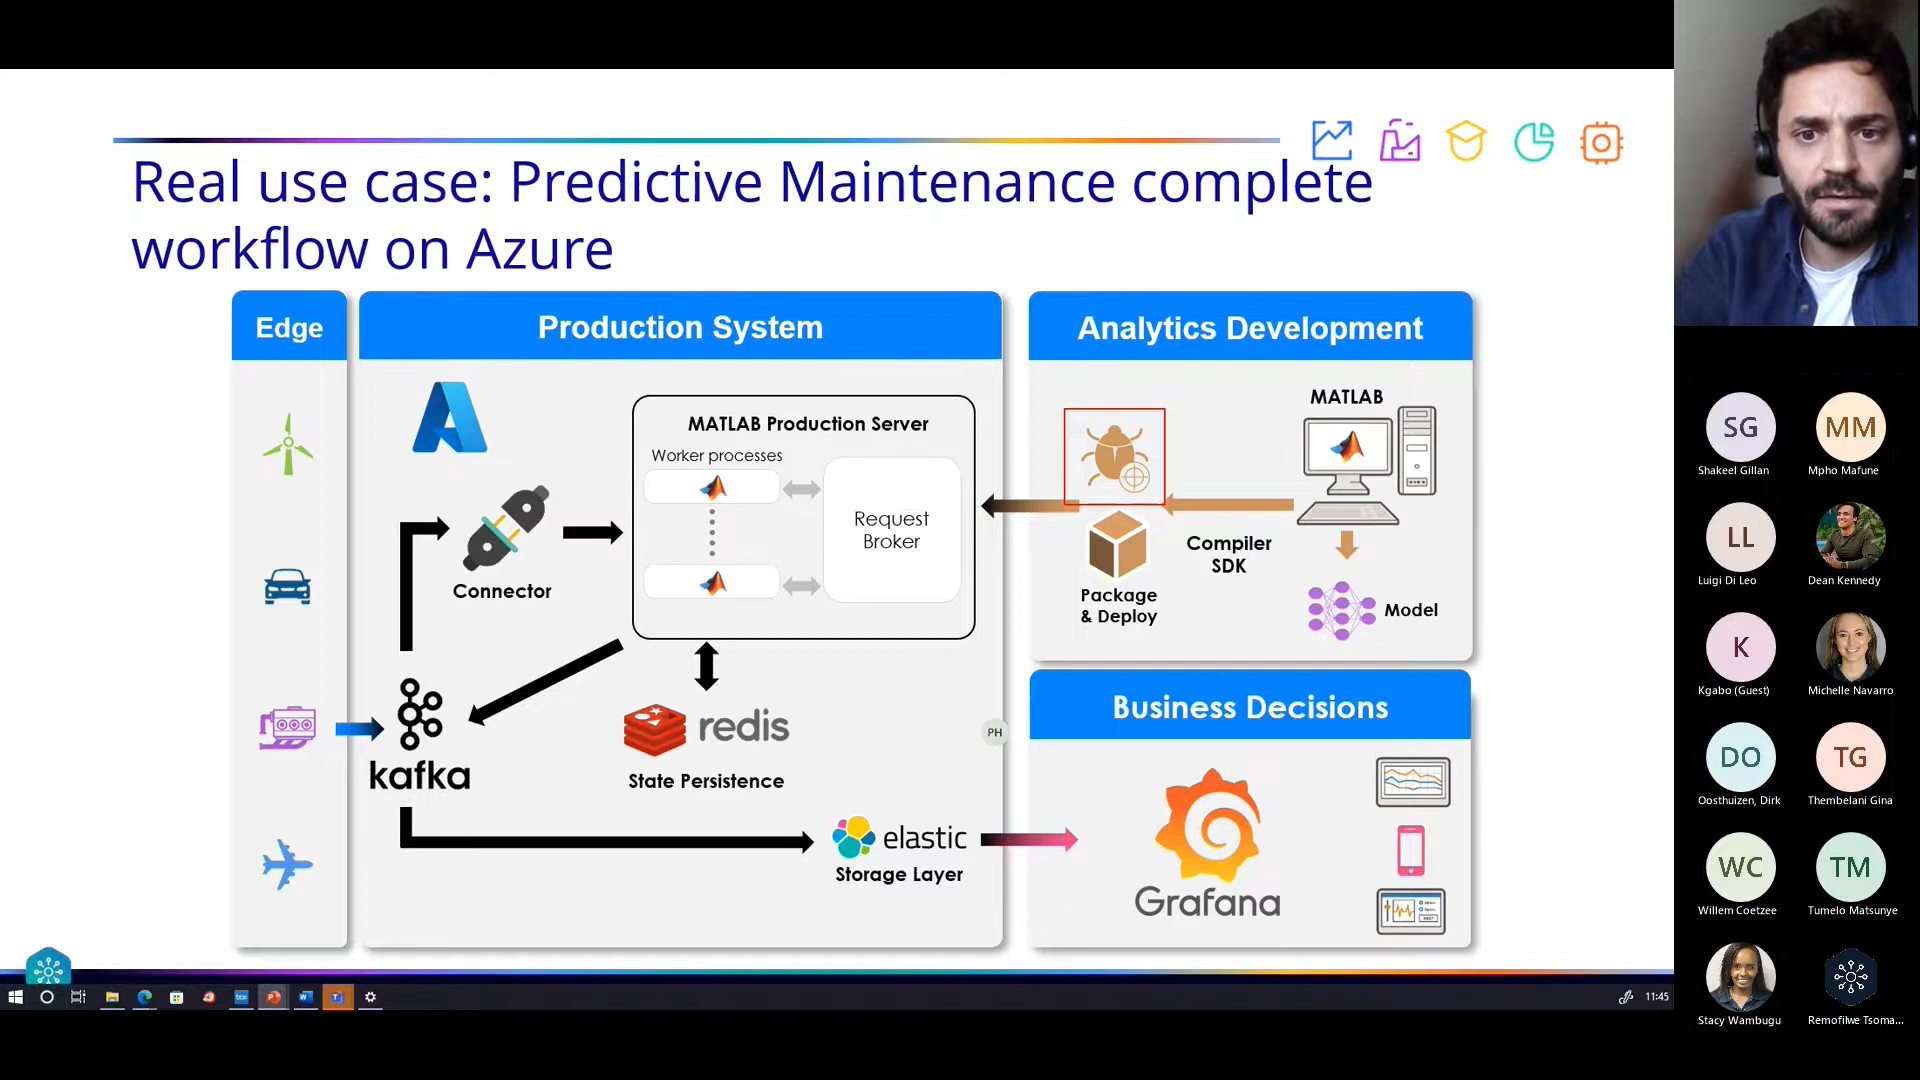 Real use case: Predictive Maintenance complete
workflow on Azure
Edge
Production System
Analytics Development
MATLAB Production Server
Worker processes
Request
Broker
Connector
kafka
redis
State Persistence
elastic
Storage Layer
MATLAB
Compiler
SDK
Package
& Deploy
Model
Business Decisions
Grafana
PH
11:45
SG
Shakeel Gillan
MM
Mpho Mafune
LL
Luigi Di Leo
Dean Kennedy
K
Kgabo (Guest)
Michelle Navarro
DO
Oosthuizen, Dirk
TG
Thembelani Gina
WC
Willem Coetzee
TM
Tumelo Matsunye
Stacy Wambugu
Remofilwe Tsoma...